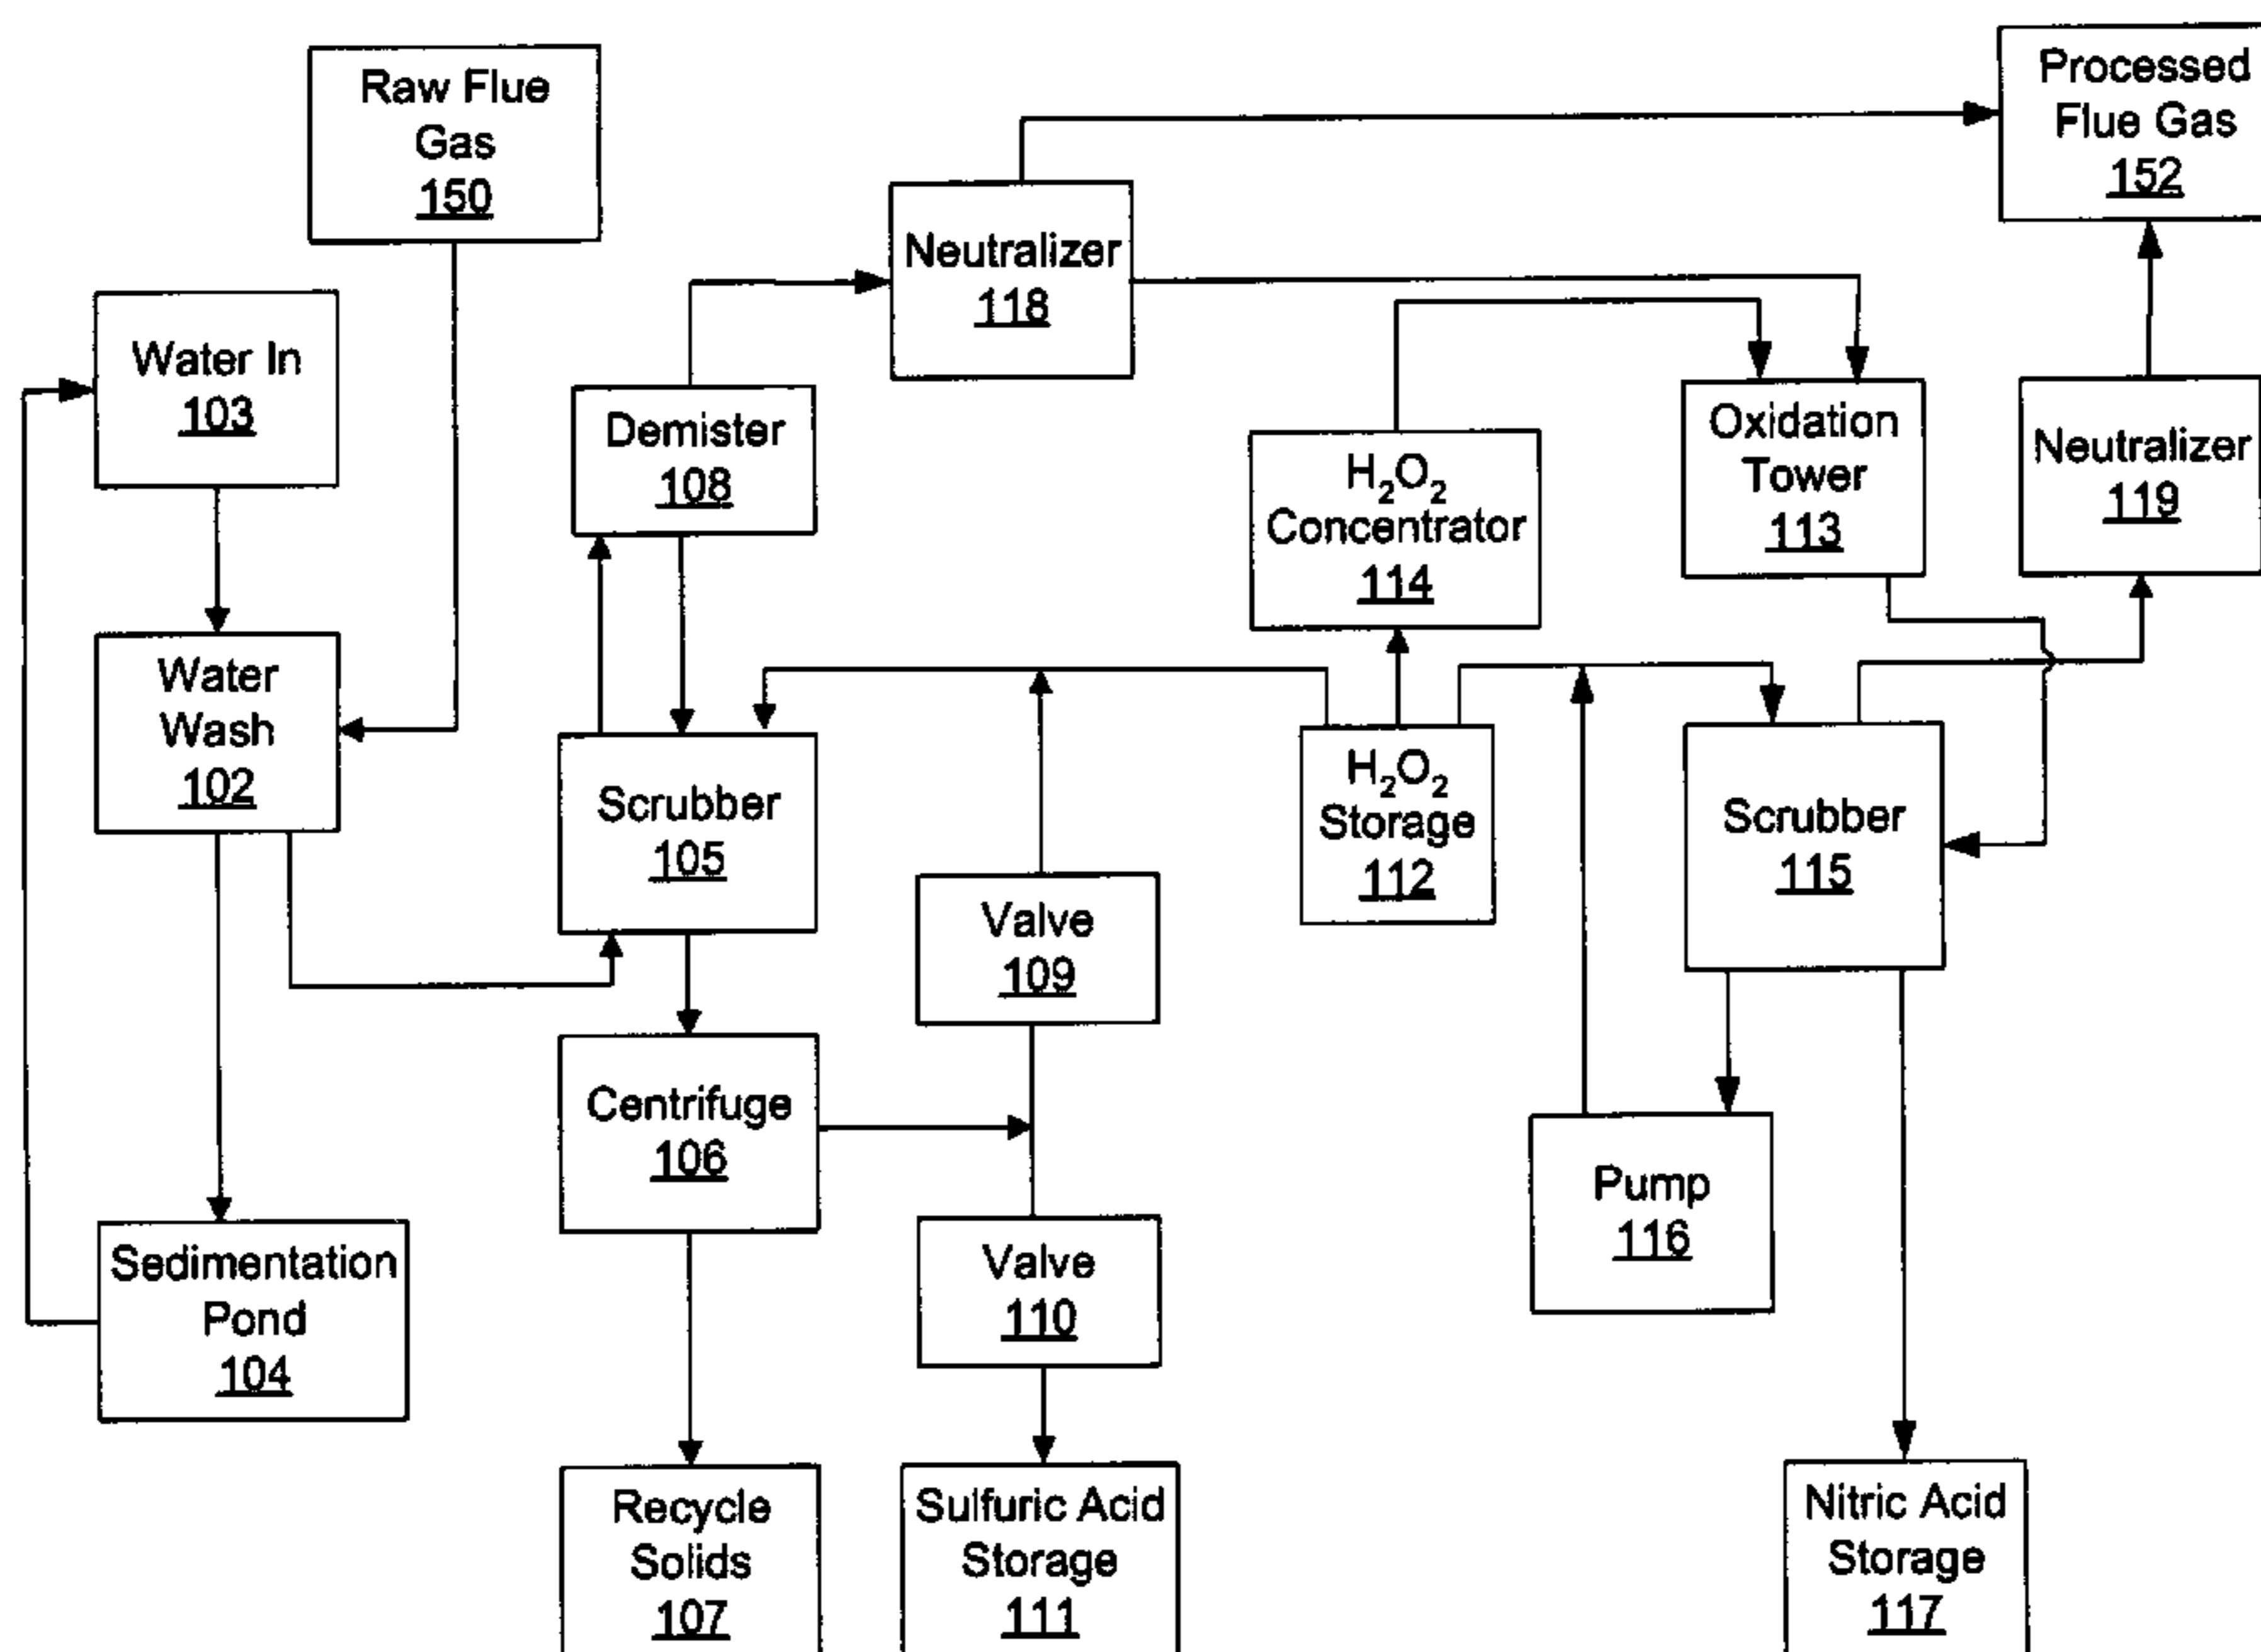 Raw Flue
Gas
150
Processed
Flue Gas
152
Neutralizer
118
Water In
103
Demister
108
H₂O₂
Concentrator
114
Oxidation
Tower
113
Neutralizer
119
Water
Wash
102
Scrubber
105
H₂O₂
Storage
112
Scrubber
115
Valve
109
Centrifuge
106
Pump
116
Sedimentation
Pond
104
Valve
110
Recycle
Solids
107
Sulfuric Acid
Storage
111
Nitric Acid
Storage
117